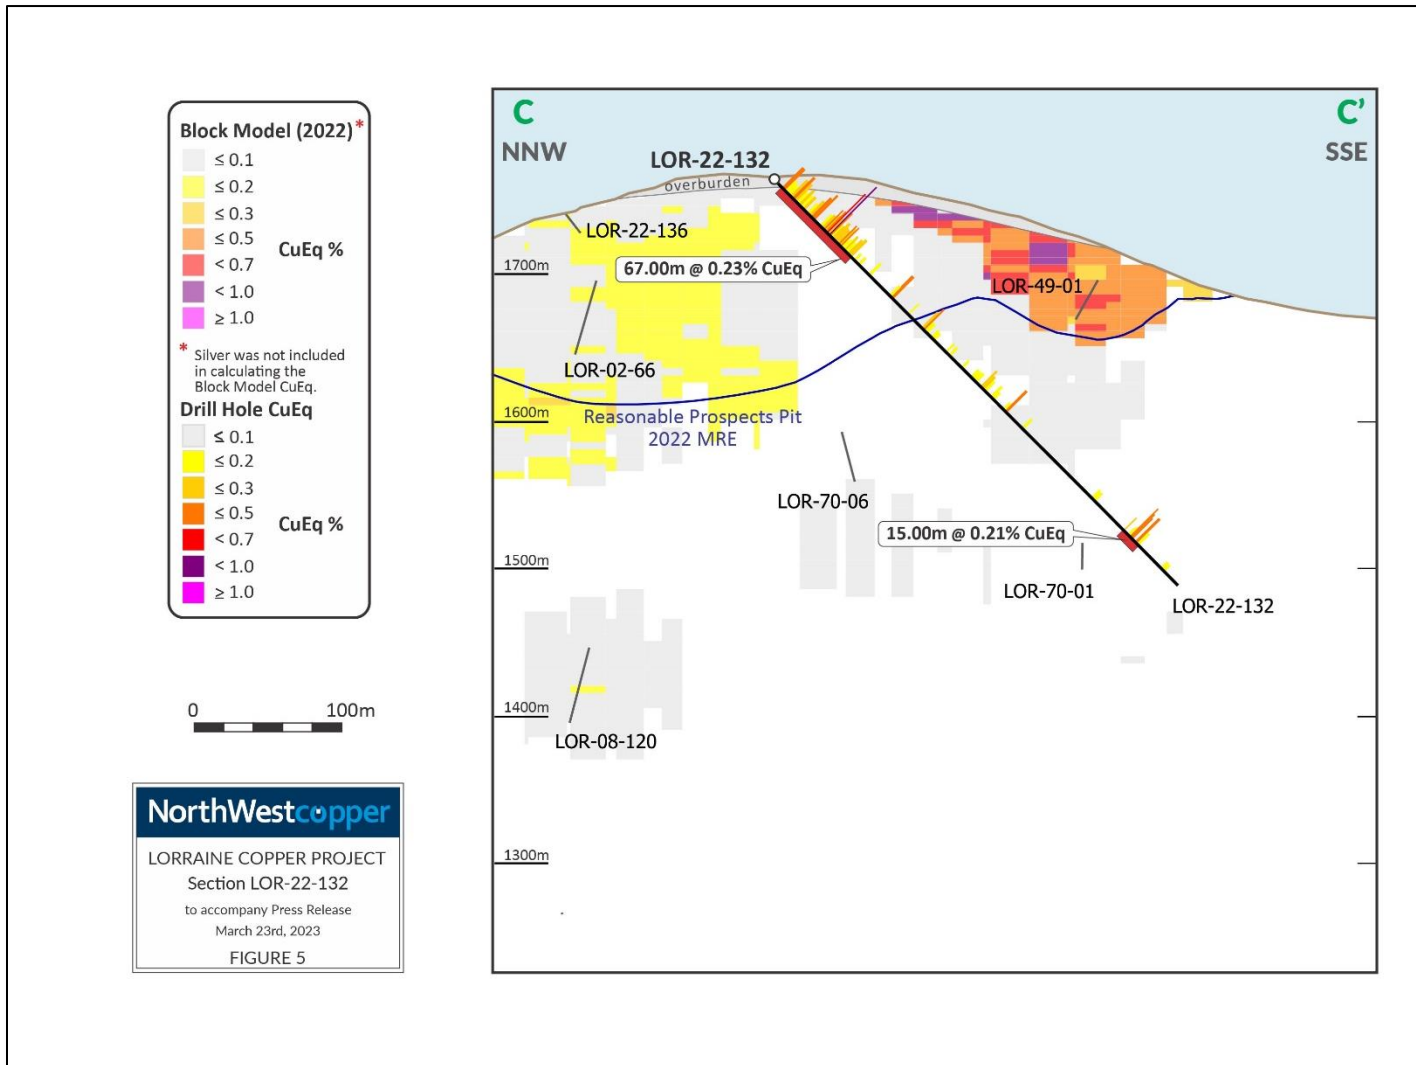 Block Model (2022)*
≤ 0.1
≤ 0.2
≤ 0.3
≤ 0.5
< 0.7
< 1.0
≥ 1.0
CuEq %
* Silver was not included
in calculating the
Block Model CuEq.
Drill Hole CuEq
≤ 0.1
≤ 0.2
≤ 0.3
≤ 0.5
< 0.7
< 1.0
≥ 1.0
CuEq %
0 100m
NorthWestcopper
LORRAINE COPPER PROJECT
Section LOR-22-132
to accompany Press Release
March 23rd, 2023
FIGURE 5
C
NNW
C'
SSE
LOR-22-132
overburden
LOR-22-136
67.00m @ 0.23% CuEq
1700m
LOR-49-01
LOR-02-66
1600m
Reasonable Prospects Pit
2022 MRE
LOR-70-06
15.00m @ 0.21% CuEq
1500m
LOR-70-01
LOR-22-132
1400m
LOR-08-120
1300m